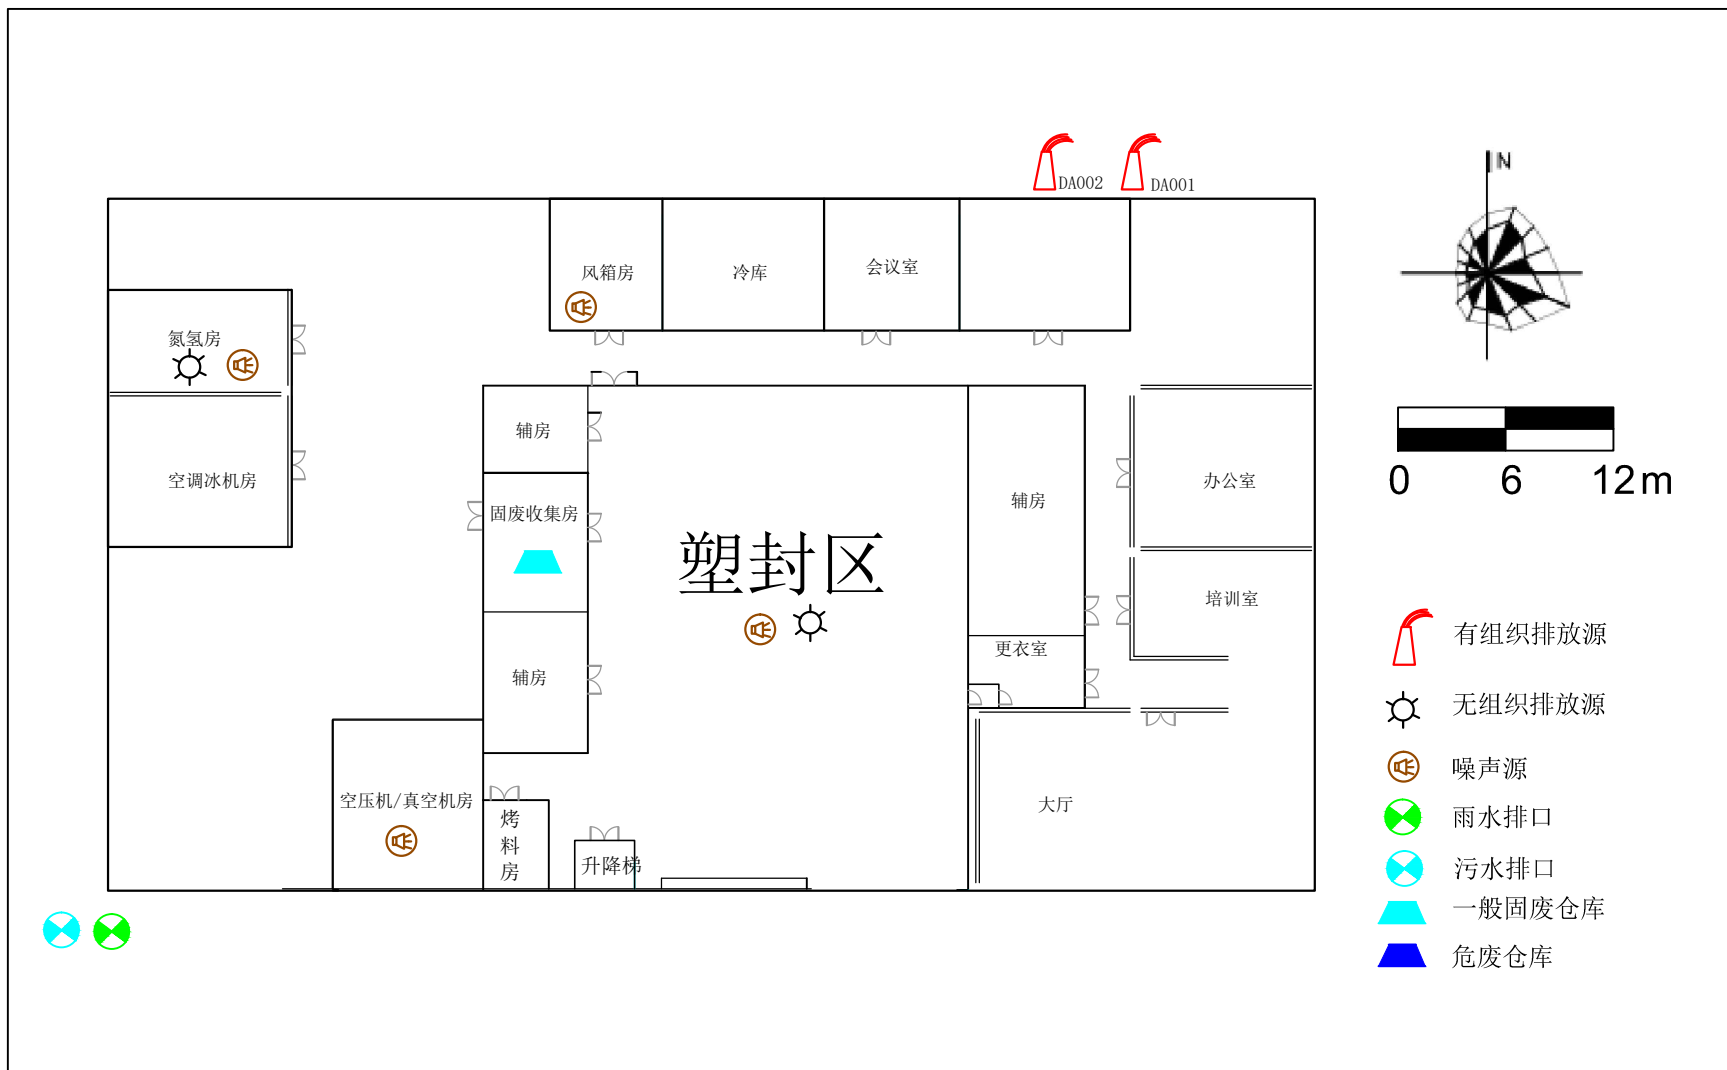 DA002
DA001
N
风箱房
冷库
会议室
氮氢房
空调冰机房
辅房
固废收集房
辅房
塑封区
辅房
更衣室
办公室
培训室
空压机/真空机房
烤料房
升降梯
大厅
0 6 12m
有组织排放源
无组织排放源
噪声源
雨水排口
污水排口
一般固废仓库
危废仓库